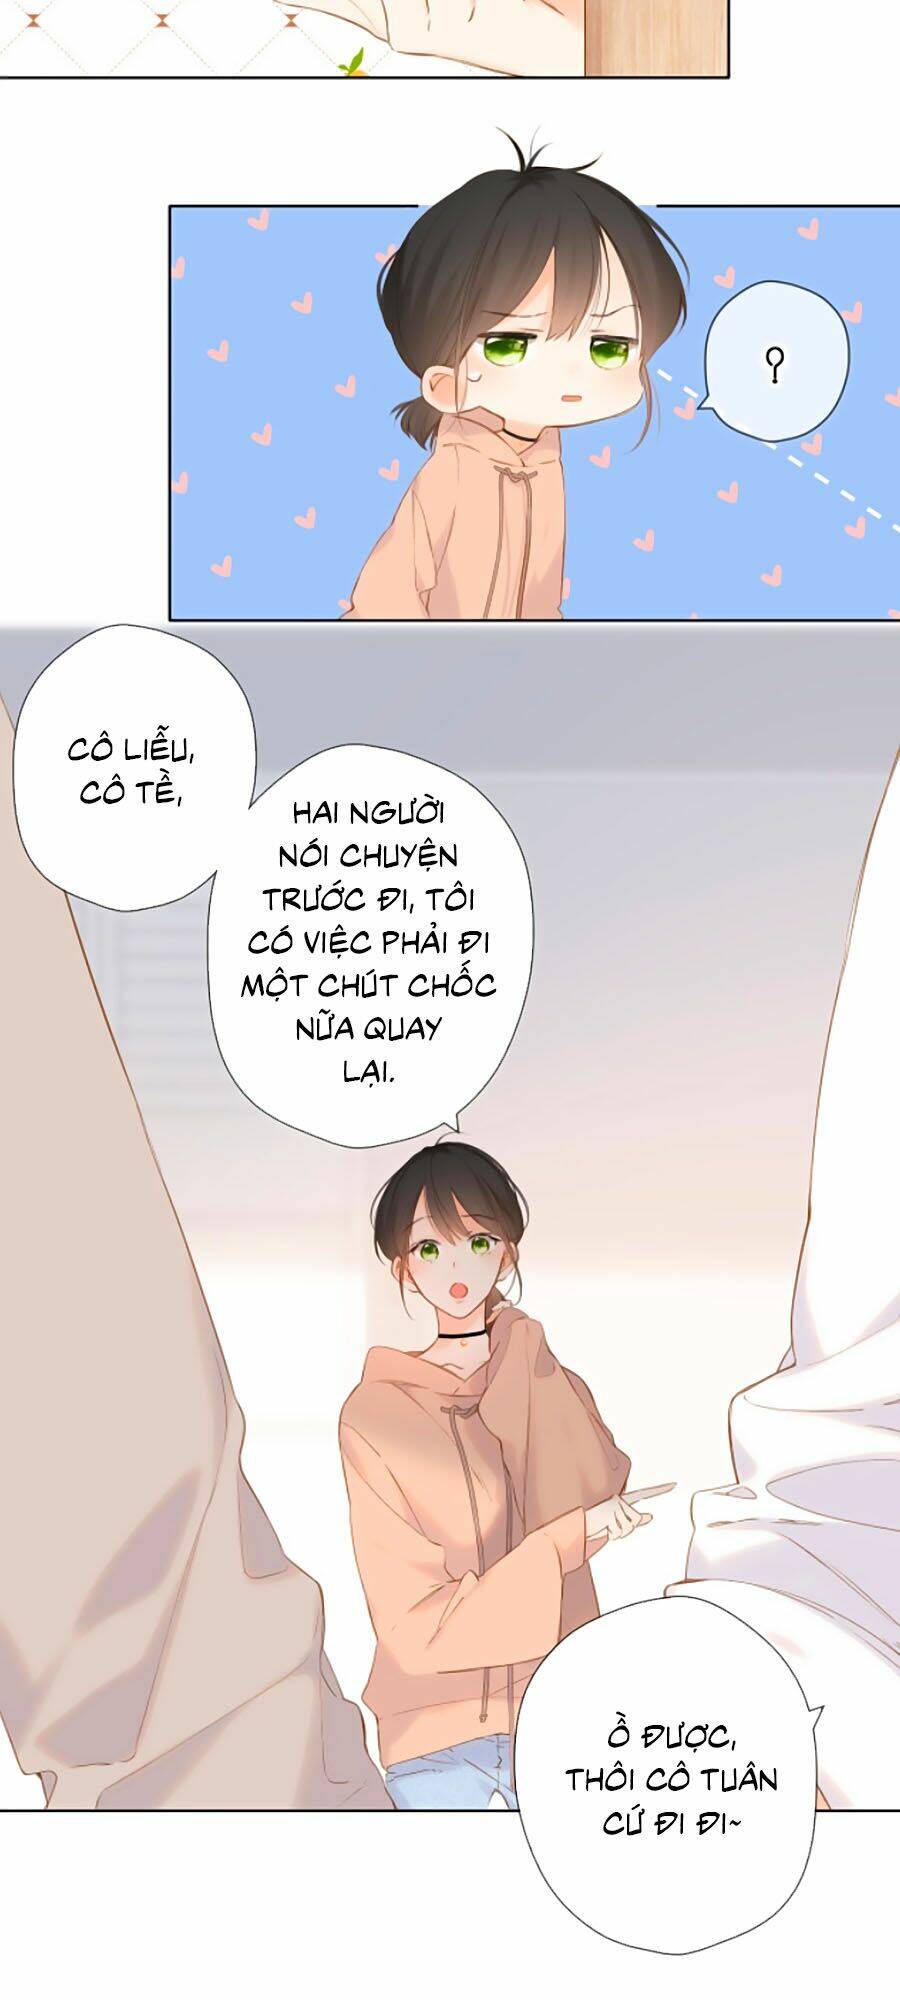 ?
CÔ LIỄU,
CÔ TỀ,
HAI NGƯỜI
NÓI CHUYỆN
TRƯỚC ĐI, TÔI
CÓ VIỆC PHẢI ĐI
MỘT CHÚT CHỐC
NỮA QUAY
LẠI.
Ồ ĐƯỢC,
THÔI CÔ TUÂN
CỨ ĐI ĐI~